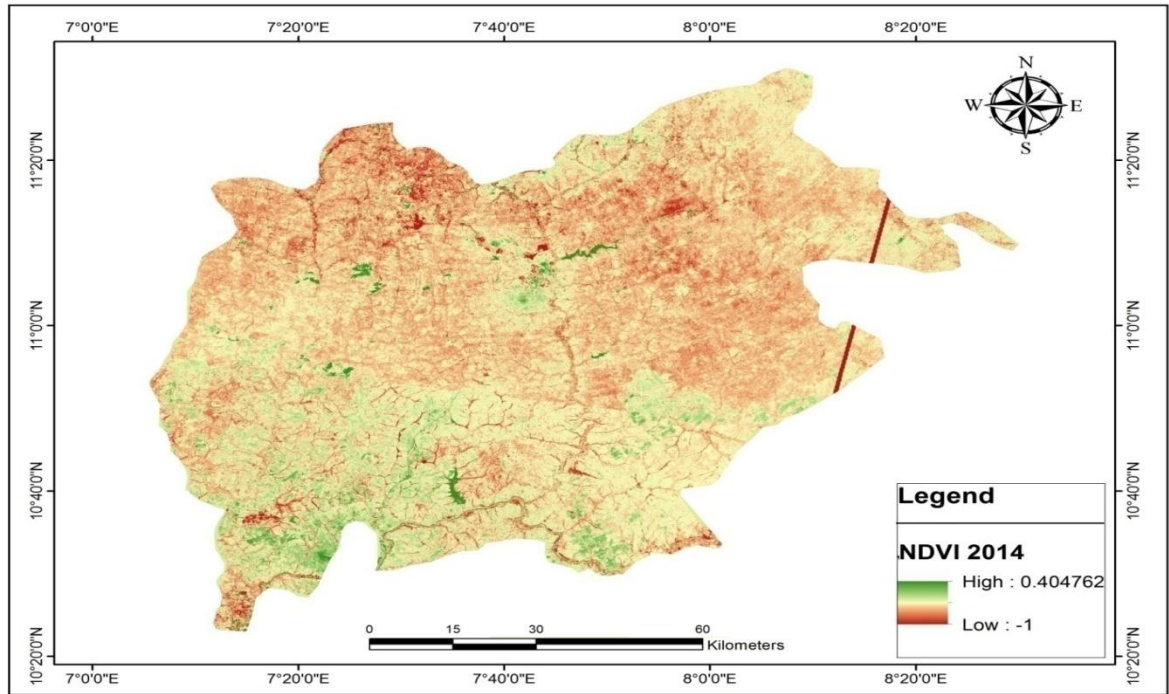 7°0'0"E 7°20'0"E 7°40'0"E 8°0'0"E 8°20'0"E
N
W E
S
11°20'0"N 11°20'0"N
11°0'0"N 11°0'0"N
10°40'0"N 10°40'0"N
Legend
NDVI 2014
High : 0.404762
Low : -1
0 15 30 60
Kilometers
10°20'0"N 10°20'0"N
7°0'0"E 7°20'0"E 7°40'0"E 8°0'0"E 8°20'0"E